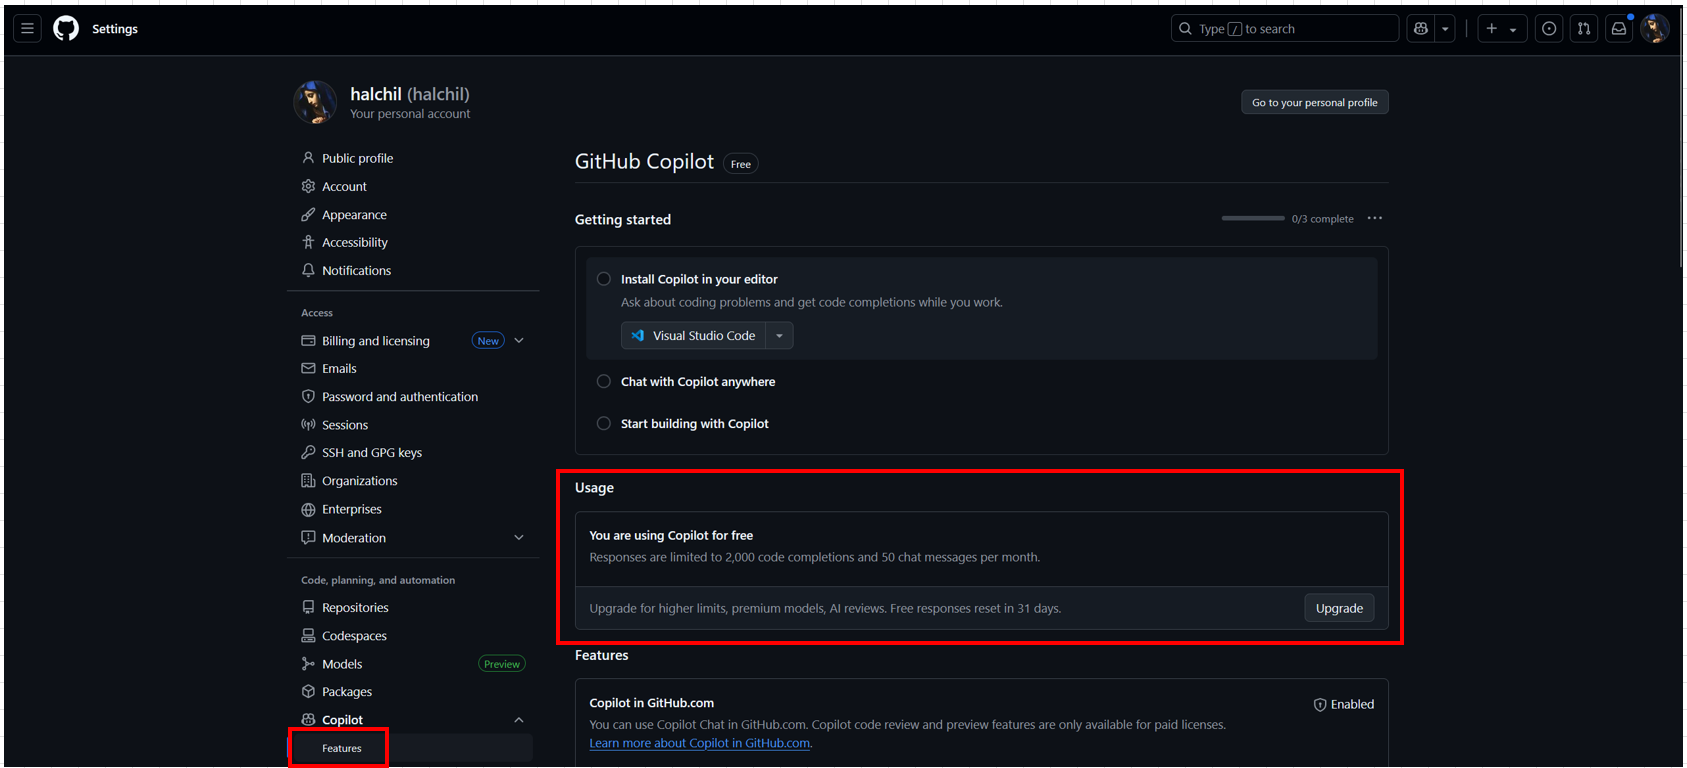 Settings
Type / to search
halchil (halchil)
Your personal account
Go to your personal profile
Public profile
Account
Appearance
Accessibility
Notifications
Access
Billing and licensing New
Emails
Password and authentication
Sessions
SSH and GPG keys
Organizations
Enterprises
Moderation
Code, planning, and automation
Repositories
Codespaces
Models Preview
Packages
Copilot
Features
GitHub Copilot Free
Getting started 0/3 complete
Install Copilot in your editor
Ask about coding problems and get code completions while you work.
Visual Studio Code
Chat with Copilot anywhere
Start building with Copilot
Usage
You are using Copilot for free
Responses are limited to 2,000 code completions and 50 chat messages per month.
Upgrade for higher limits, premium models, AI reviews. Free responses reset in 31 days. Upgrade
Features
Copilot in GitHub.com Enabled
You can use Copilot Chat in GitHub.com. Copilot code review and preview features are only available for paid licenses.
Learn more about Copilot in GitHub.com.